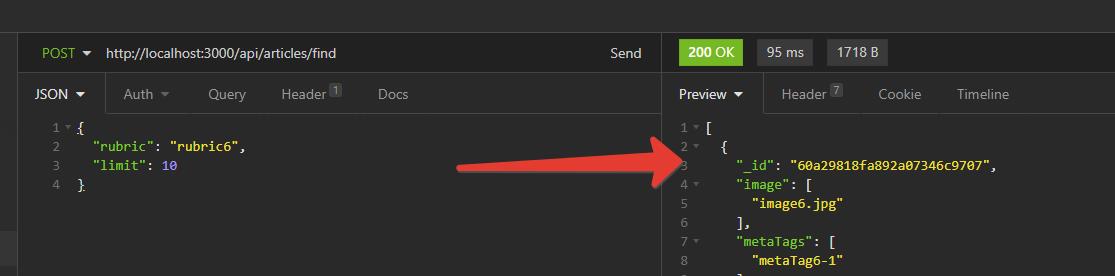 POST http://localhost:3000/api/articles/find Send
200 OK 95 ms 1718 B
JSON Auth Query Header 1 Docs
Preview Header 7 Cookie Timeline
1 {
2 "rubric": "rubric6",
3 "limit": 10
4 }
1 [
2 {
3 "_id": "60a29818fa892a07346c9707",
4 "image": [
5 "image6.jpg"
6 ],
7 "metaTags": [
8 "metaTag6-1"